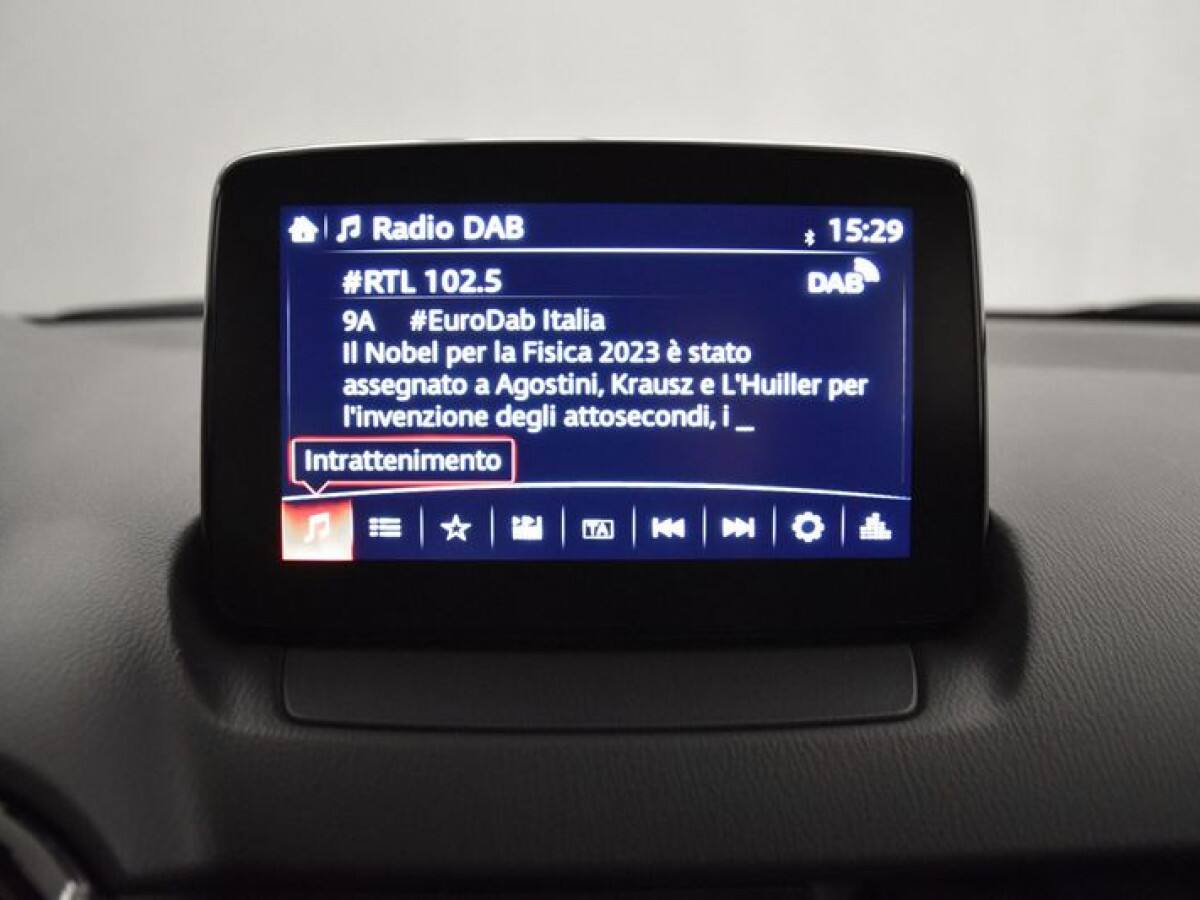 Radio DAB 15:29
#RTL 102.5 DAB
9A #EuroDab Italia
Il Nobel per la Fisica 2023 è stato
assegnato a Agostini, Krausz e L'Huiller per
l'invenzione degli attosecondi, i _
Intrattenimento
TA